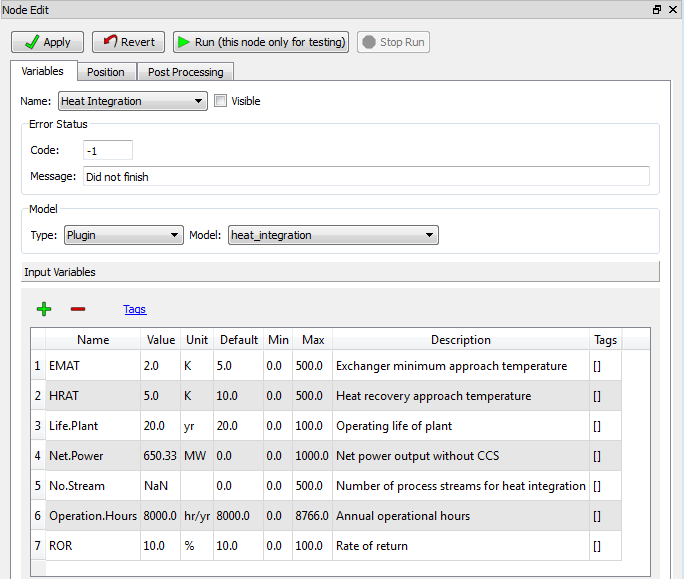 Node Edit
Apply Revert Run (this node only for testing) Stop Run
Variables Position Post Processing
Name: Heat Integration Visible
Error Status
Code: -1
Message: Did not finish
Model
Type: Plugin Model: heat_integration
Input Variables
Tags
Name Value Unit Default Min Max Description Tags
1 EMAT 2.0 K 5.0 0.0 500.0 Exchanger minimum approach temperature []
2 HRAT 5.0 K 10.0 0.0 500.0 Heat recovery approach temperature []
3 Life.Plant 20.0 yr 20.0 0.0 100.0 Operating life of plant []
4 Net.Power 650.33 MW 0.0 0.0 1000.0 Net power output without CCS []
5 No.Stream NaN 0.0 0.0 500.0 Number of process streams for heat integration []
6 Operation.Hours 8000.0 hr/yr 8000.0 0.0 8766.0 Annual operational hours []
7 ROR 10.0 % 10.0 0.0 100.0 Rate of return []